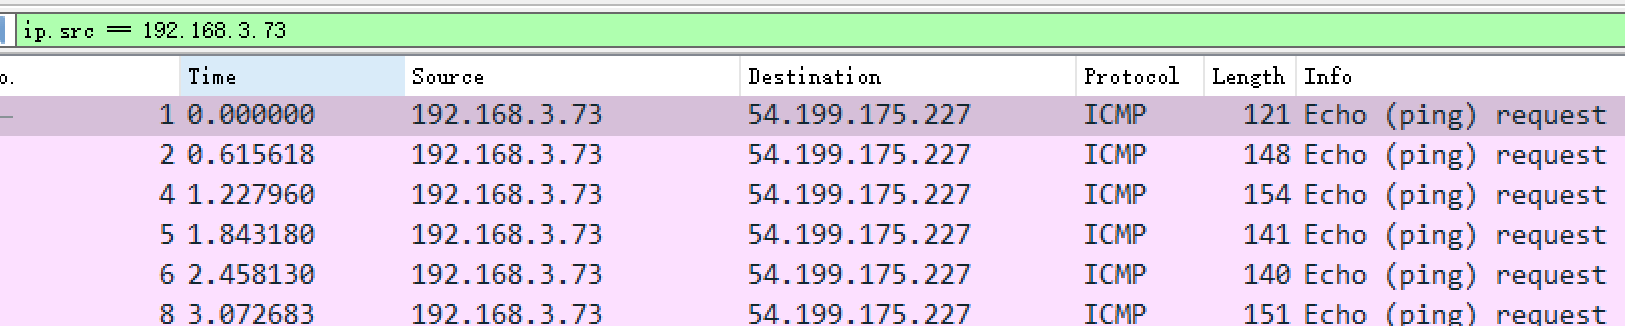 ip.src == 192.168.3.73
o. Time Source Destination Protocol Length Info
1 0.000000 192.168.3.73 54.199.175.227 ICMP 121 Echo (ping) request
2 0.615618 192.168.3.73 54.199.175.227 ICMP 148 Echo (ping) request
4 1.227960 192.168.3.73 54.199.175.227 ICMP 154 Echo (ping) request
5 1.843180 192.168.3.73 54.199.175.227 ICMP 141 Echo (ping) request
6 2.458130 192.168.3.73 54.199.175.227 ICMP 140 Echo (ping) request
8 3.072683 192.168.3.73 54.199.175.227 ICMP 151 Echo (ping) request